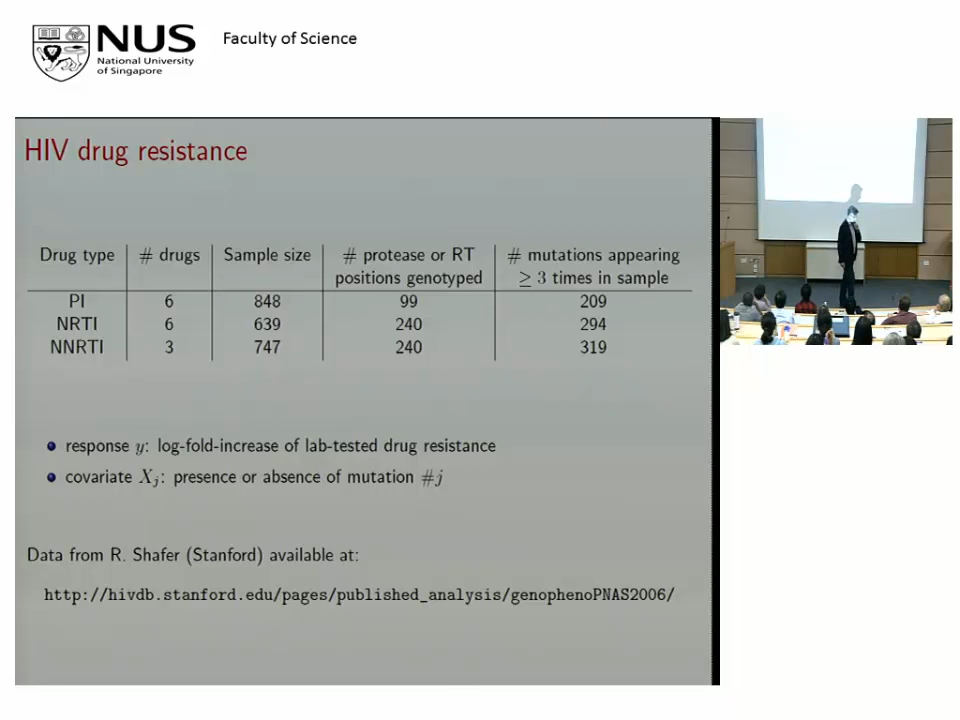 NUS
National University
of Singapore
Faculty of Science
HIV drug resistance
Drug type # drugs Sample size # protease or RT # mutations appearing
positions genotyped ≥ 3 times in sample
PI 6 848 99 209
NRTI 6 639 240 294
NNRTI 3 747 240 319
response y: log-fold-increase of lab-tested drug resistance
covariate Xj: presence or absence of mutation #j
Data from R. Shafer (Stanford) available at:
http://hivdb.stanford.edu/pages/published_analysis/genophenoPNAS2006/